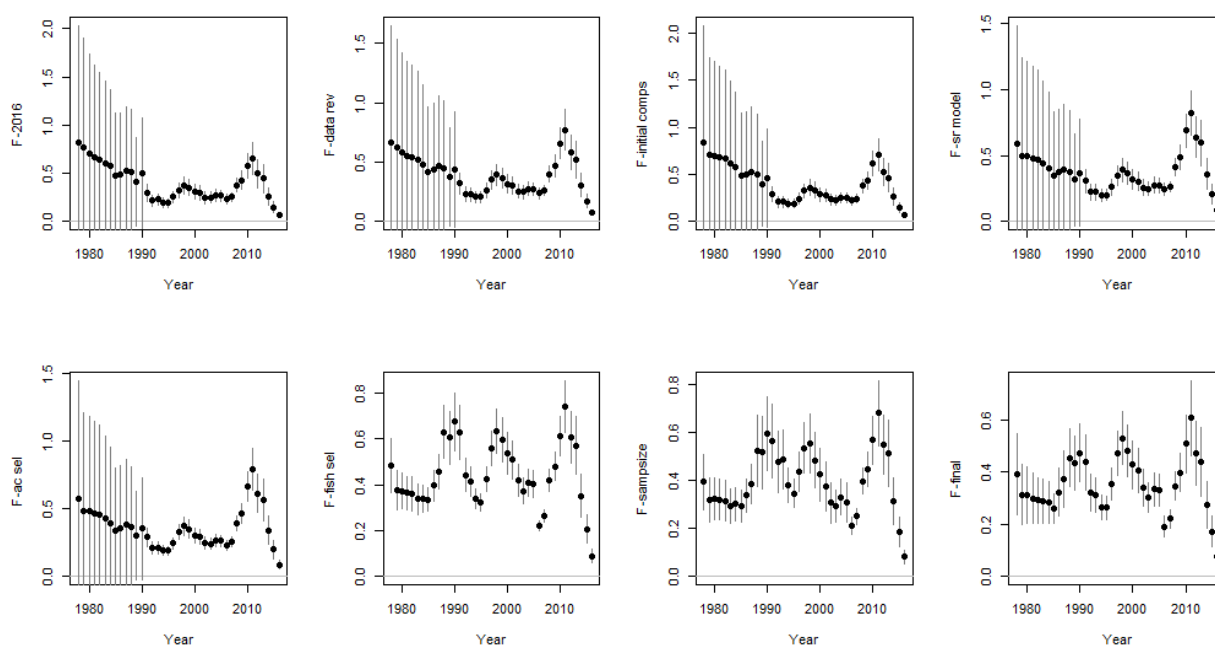 F-2016
0.0 0.5 1.0 1.5 2.0
1980 1990 2000 2010
Year
F-data rev
0.0 0.5 1.0 1.5
1980 1990 2000 2010
Year
F-initial comps
0.0 0.5 1.0 1.5 2.0
1980 1990 2000 2010
Year
F-sr model
0.0 0.5 1.0 1.5
1980 1990 2000 2010
Year
F-ac sel
0.0 0.5 1.0 1.5
1980 1990 2000 2010
Year
F-fish sel
0.0 0.2 0.4 0.6 0.8
1980 1990 2000 2010
Year
F-sampsize
0.0 0.2 0.4 0.6 0.8
1980 1990 2000 2010
Year
F-final
0.0 0.2 0.4 0.6
1980 1990 2000 2010
Year